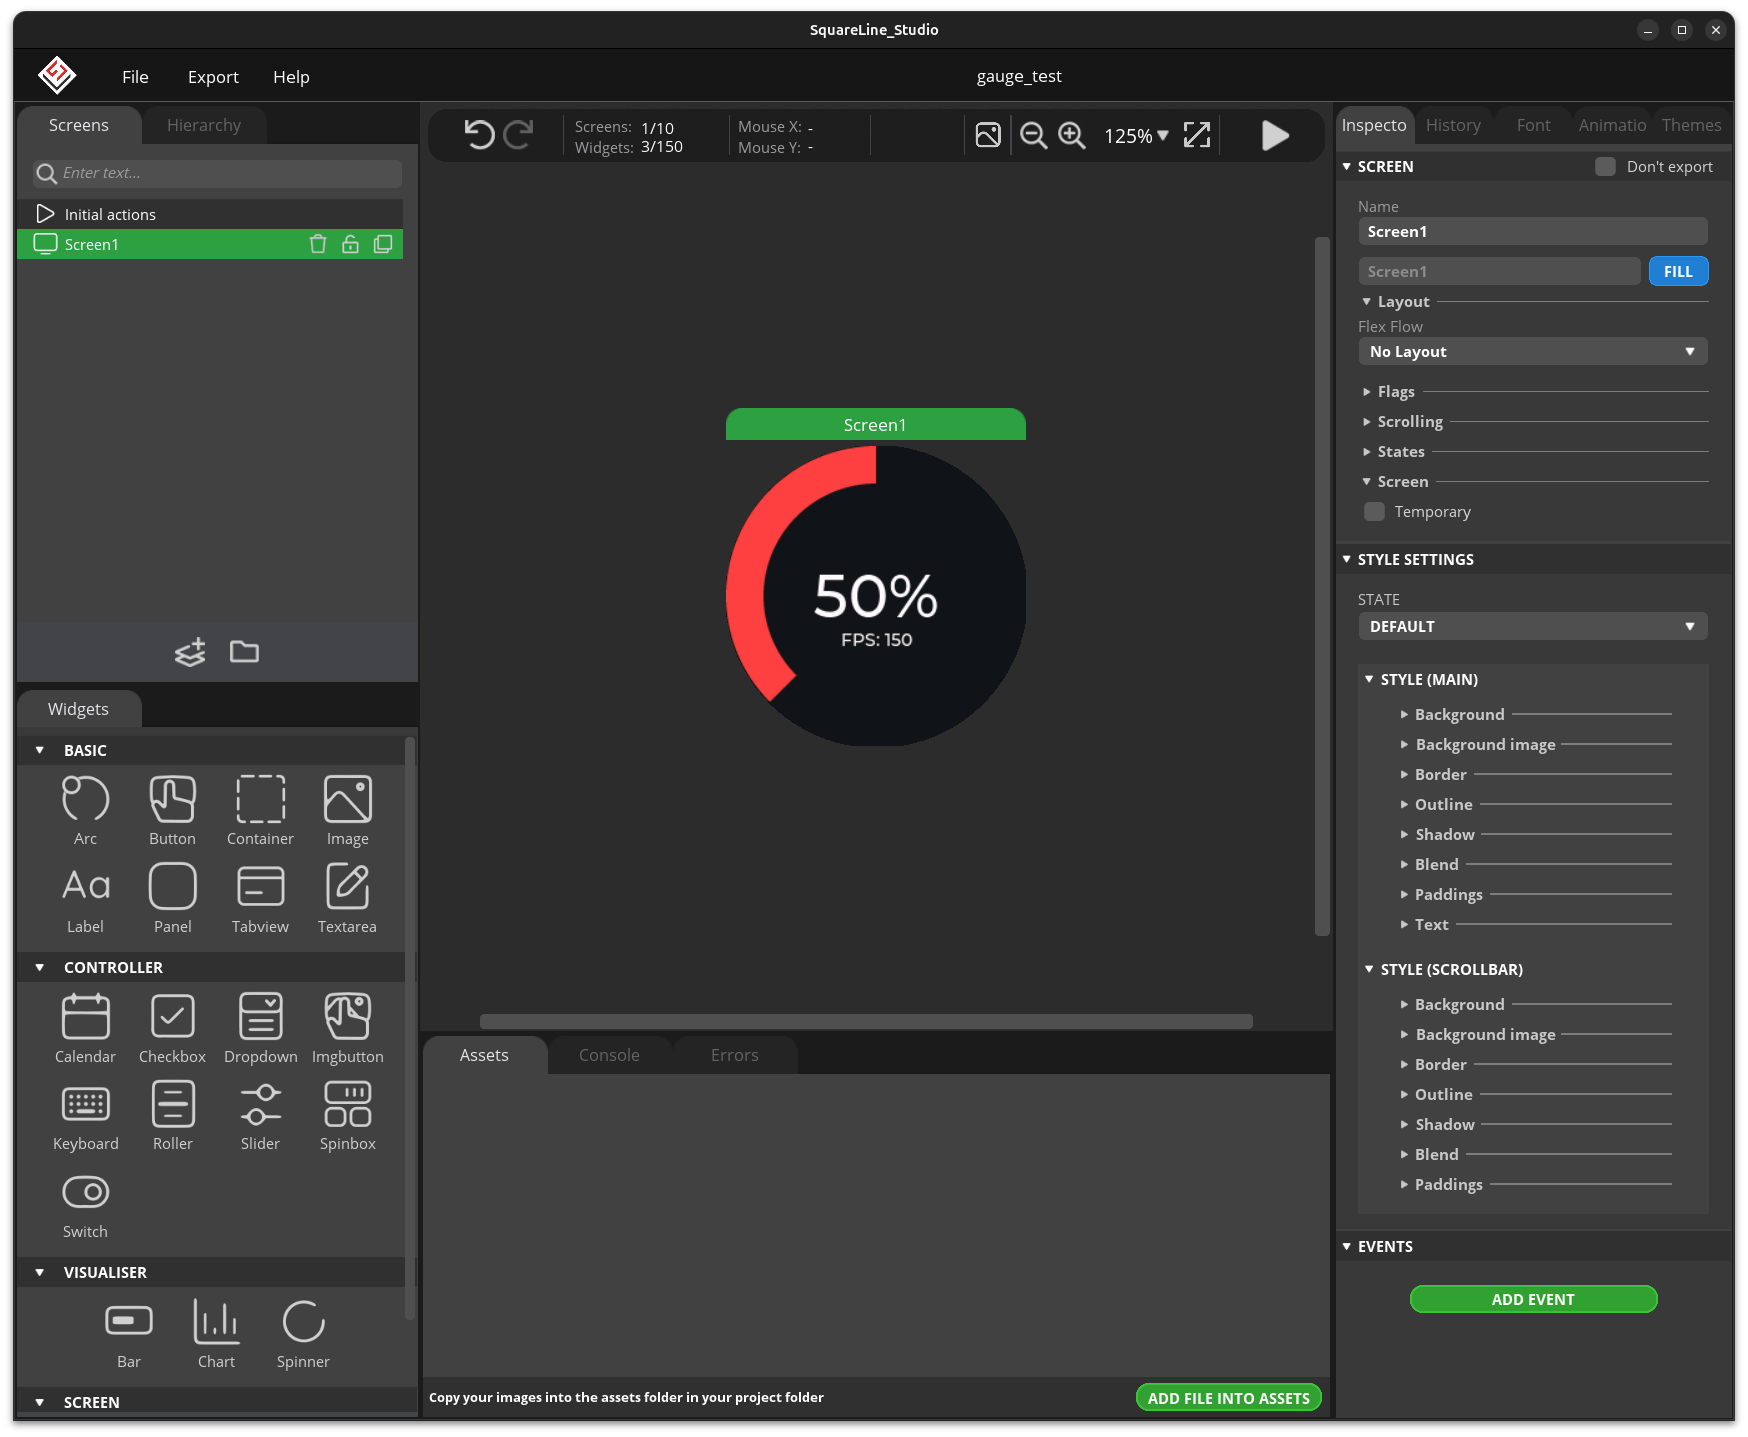 SquareLine_Studio
File Export Help
gauge_test
Screens Hierarchy
Enter text...
Initial actions
Screen1
Widgets
BASIC
Arc Button Container Image
Label Panel Tabview Textarea
CONTROLLER
Calendar Checkbox Dropdown Imgbutton
Keyboard Roller Slider Spinbox
Switch
VISUALISER
Bar Chart Spinner
SCREEN
Screens: 1/10
Widgets: 3/150
Mouse X: -
Mouse Y: -
125%
Screen1
50%
FPS: 150
Assets Console Errors
Copy your images into the assets folder in your project folder
ADD FILE INTO ASSETS
Inspecto History Font Animatio Themes
SCREEN
Don't export
Name
Screen1
Screen1
FILL
Layout
Flex Flow
No Layout
Flags
Scrolling
States
Screen
Temporary
STYLE SETTINGS
STATE
DEFAULT
STYLE (MAIN)
Background
Background image
Border
Outline
Shadow
Blend
Paddings
Text
STYLE (SCROLLBAR)
Background
Background image
Border
Outline
Shadow
Blend
Paddings
EVENTS
ADD EVENT